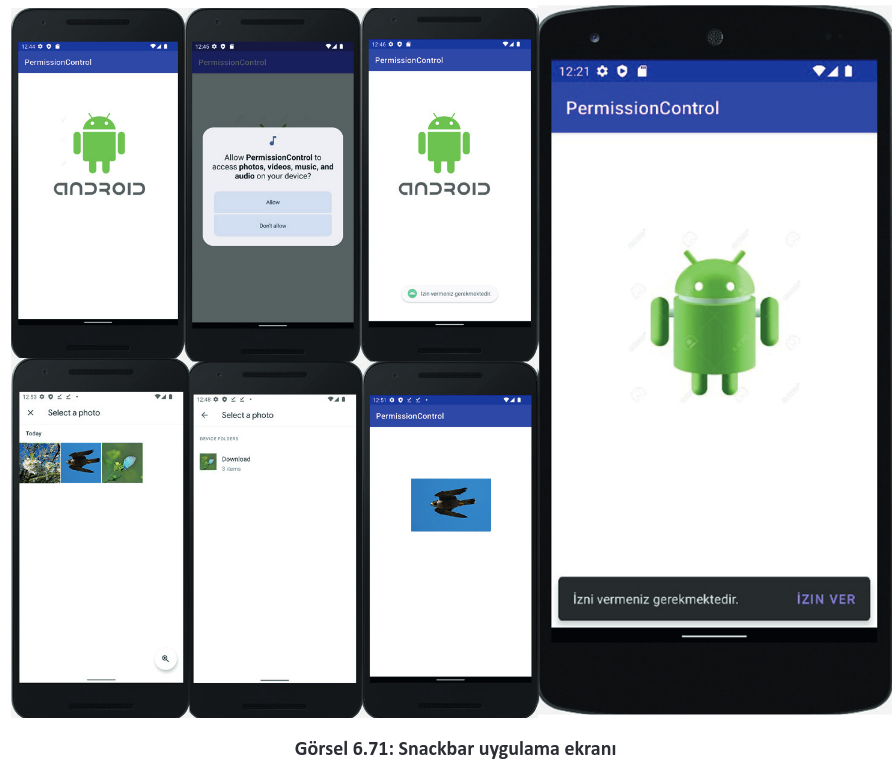 12:44
PermissionControl
ANDROID
12:45
PermissionControl
Allow PermissionControl to
access photos, videos, music, and
audio on your device?
Allow
Don't allow
12:46
PermissionControl
ANDROID
İzin vermeniz gerekmektedir.
12:53
Select a photo
Today
12:48
Select a photo
DEVICE FOLDERS
Download
3 items
12:51
PermissionControl
12:21
PermissionControl
İzni vermeniz gerekmektedir.
İZIN VER
Görsel 6.71: Snackbar uygulama ekranı